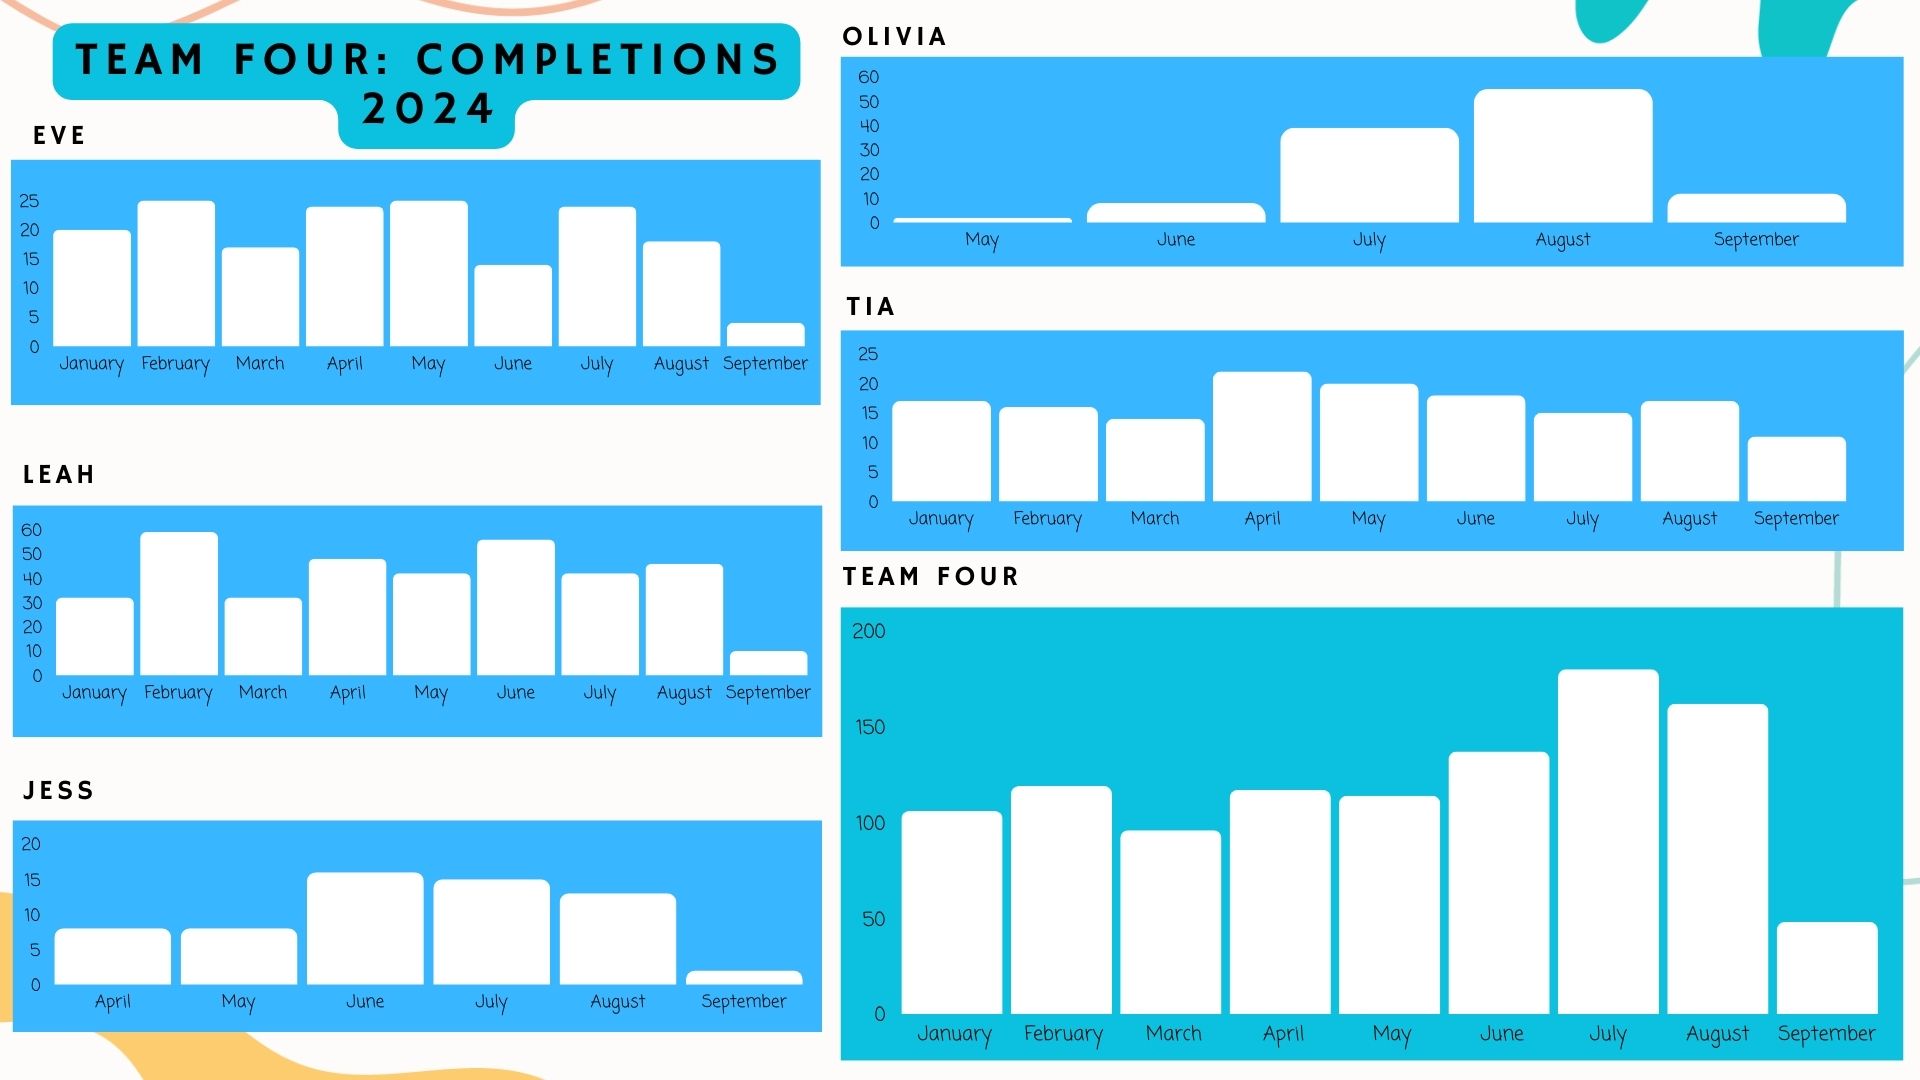 TEAM FOUR: COMPLETIONS
2024
EVE
25
20
15
10
5
0
January February March April May June July August September
LEAH
60
50
40
30
20
10
0
January February March April May June July August September
JESS
20
15
10
5
0
April May June July August September
OLIVIA
60
50
40
30
20
10
0
May June July August September
TIA
25
20
15
10
5
0
January February March April May June July August September
TEAM FOUR
200
150
100
50
0
January February March April May June July August September